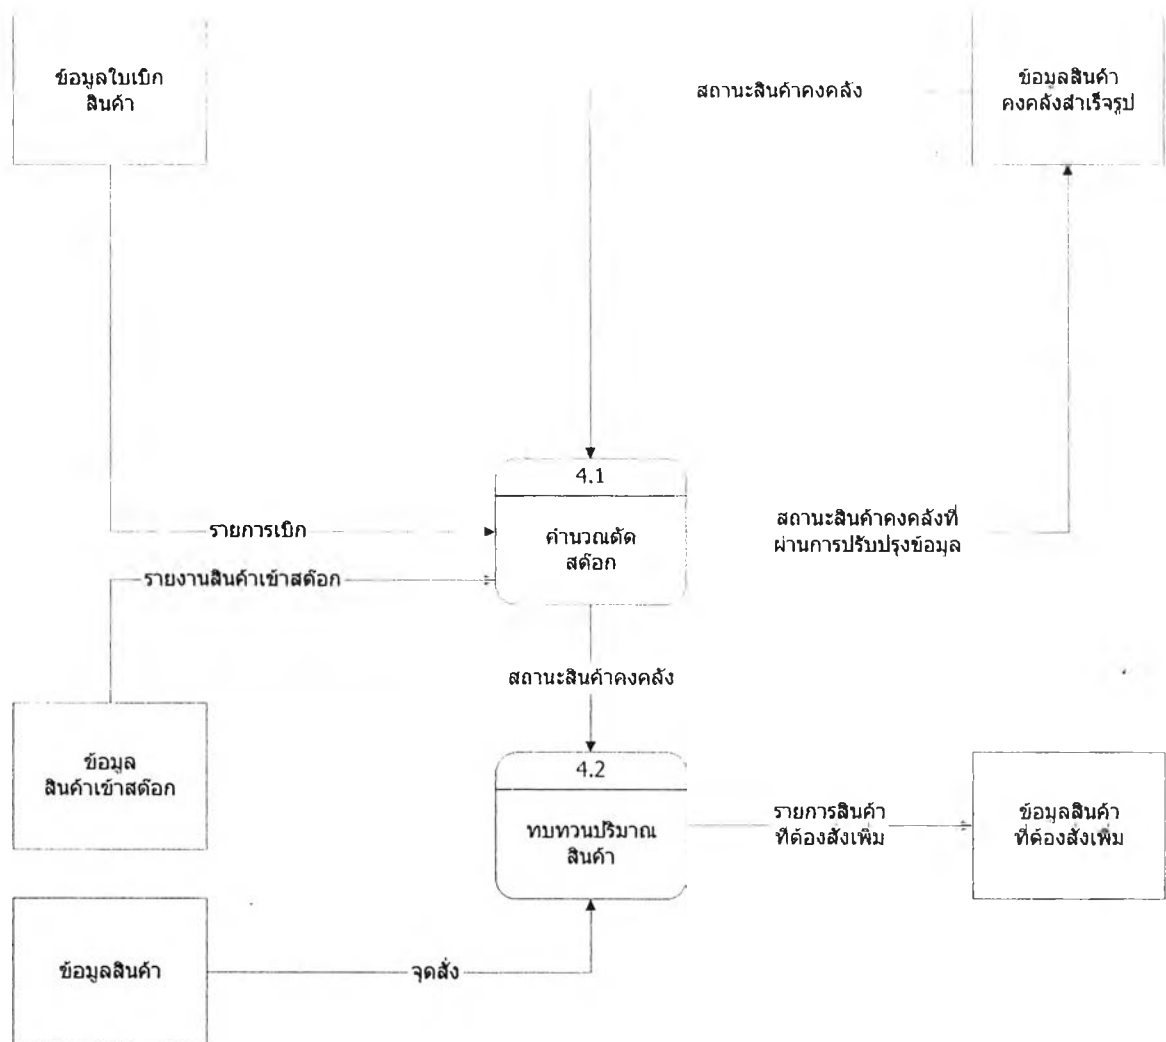 ข้อมูลใบเบิก
สินค้า
สถานะสินค้าคงคลัง
ข้อมูลสินค้า
คงคลังสำเร็จรูป
4.1
คำนวณตัด
สต๊อก
รายการเบิก
รายงานสินค้าเข้าสต๊อก
สถานะสินค้าคงคลังที่
ผ่านการปรับปรุงข้อมูล
สถานะสินค้าคงคลัง
ข้อมูล
สินค้าเข้าสต๊อก
4.2
ทบทวนปริมาณ
สินค้า
รายการสินค้า
ที่ต้องสั่งเพิ่ม
ข้อมูลสินค้า
ที่ต้องสั่งเพิ่ม
ข้อมูลสินค้า
จุดสั่ง